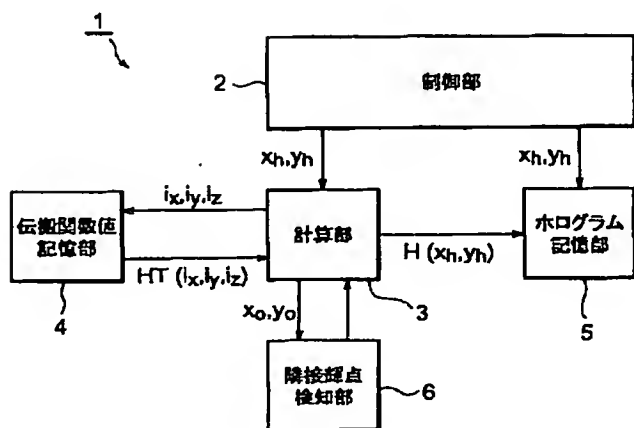 1
2
制御部
xh,yh
xh,yh
ix,iy,iz
伝搬関数値
記憶部
計算部
ホログラム
記憶部
HT (ix,iy,iz)
H (xh,yh)
4
3
5
xo,yo
隣接輝点
検知部
6